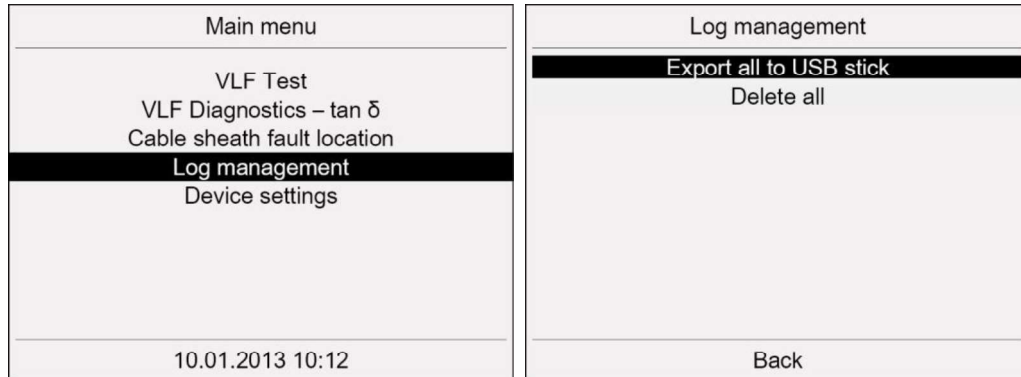 Main menu
VLF Test
VLF Diagnostics – tan δ
Cable sheath fault location
Log management
Device settings
10.01.2013 10:12
Log management
Export all to USB stick
Delete all
Back